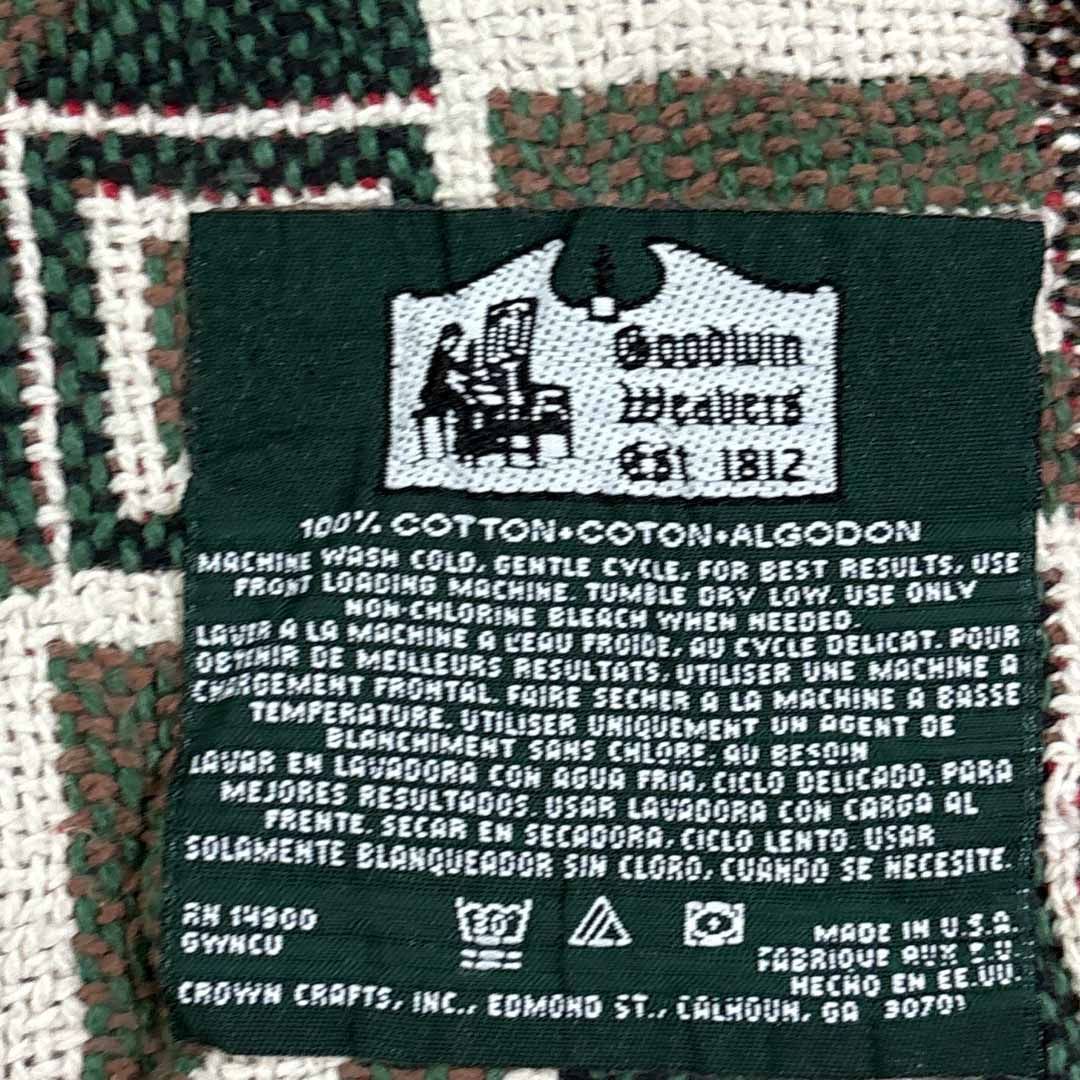 Goodwin
Weavers
Est 1812
100% COTTON•COTON•ALGODON
MACHINE WASH COLD, GENTLE CYCLE, FOR BEST RESULTS, USE
FRONT LOADING MACHINE. TUMBLE DRY LOW. USE ONLY
NON-CHLORINE BLEACH WHEN NEEDED.
LAVER A LA MACHINE A L'EAU FROIDE, AU CYCLE DELICAT. POUR
OBTENIR DE MEILLEURS RESULTATS, UTILISER UNE MACHINE A
CHARGEMENT FRONTAL. FAIRE SECHER A LA MACHINE A BASSE
TEMPERATURE. UTILISER UNIQUEMENT UN AGENT DE
BLANCHIMENT SANS CHLORE, AU BESOIN
LAVAR EN LAVADORA CON AGUA FRIA, CICLO DELICADO. PARA
MEJORES RESULTADOS, USAR LAVADORA CON CARGA AL
FRENTE. SECAR EN SECADORA, CICLO LENTO. USAR
SOLAMENTE BLANQUEADOR SIN CLORO, CUANDO SE NECESITE.
RN 14900
GWNCU
30°
MADE IN U.S.A.
FABRIQUE AUX E.U.
HECHO EN EE.UU.
CROWN CRAFTS, INC., EDMOND ST., CALHOUN, GA 30701